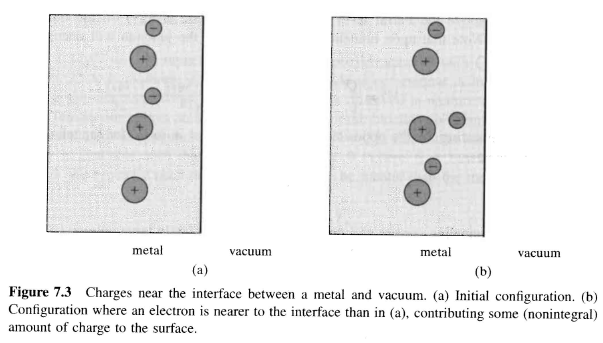 −
+
−
+
+
−
+
−
+
−
+
metal vacuum
(a)
metal vacuum
(b)
Figure 7.3 Charges near the interface between a metal and vacuum. (a) Initial configuration. (b)
Configuration where an electron is nearer to the interface than in (a), contributing some (nonintegral)
amount of charge to the surface.